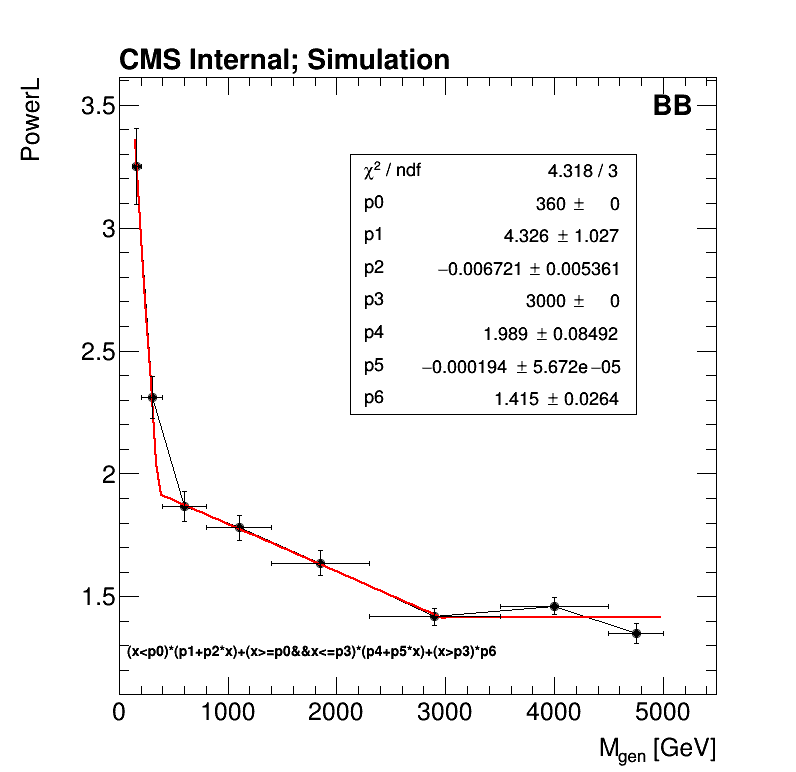 CMS Internal; Simulation
PowerL
BB
3.5
3
2.5
2
1.5
χ² / ndf 4.318 / 3
p0 360 ± 0
p1 4.326 ± 1.027
p2 −0.006721 ± 0.005361
p3 3000 ± 0
p4 1.989 ± 0.08492
p5 −0.000194 ± 5.672e−05
p6 1.415 ± 0.0264
(x<p0)*(p1+p2*x)+(x>=p0&&x<=p3)*(p4+p5*x)+(x>p3)*p6
0 1000 2000 3000 4000 5000
Mgen [GeV]